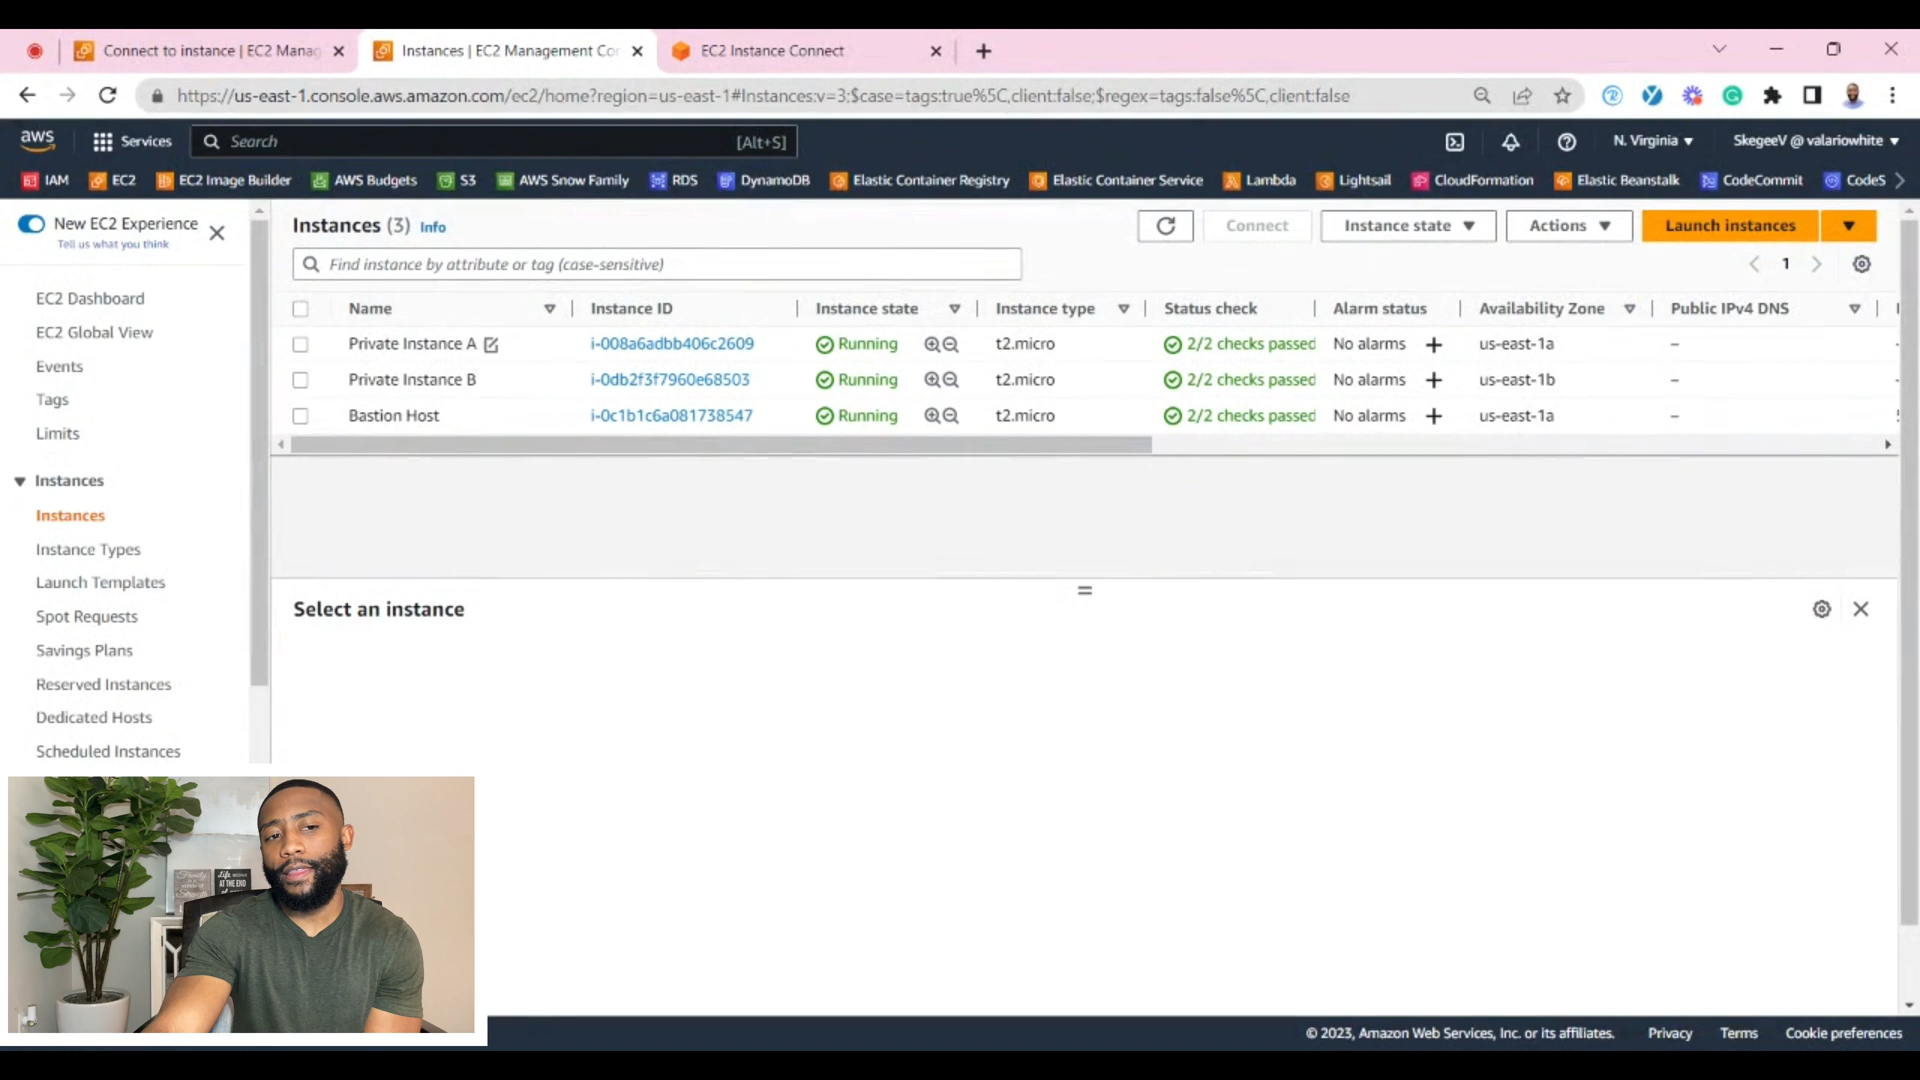 Connect to instance | EC2 Manag
Instances | EC2 Management Co
EC2 Instance Connect
https://us-east-1.console.aws.amazon.com/ec2/home?region=us-east-1#Instances:v=3;$case=tags:true%5C,client:false;$regex=tags:false%5C,client:false
aws
Services
Search
[Alt+S]
N. Virginia
SkegeeV @ valariowhite
IAM
EC2
EC2 Image Builder
AWS Budgets
S3
AWS Snow Family
RDS
DynamoDB
Elastic Container Registry
Elastic Container Service
Lambda
Lightsail
CloudFormation
Elastic Beanstalk
CodeCommit
CodeS
New EC2 Experience
Tell us what you think
EC2 Dashboard
EC2 Global View
Events
Tags
Limits
Instances
Instances
Instance Types
Launch Templates
Spot Requests
Savings Plans
Reserved Instances
Dedicated Hosts
Scheduled Instances
Instances (3) Info
Connect
Instance state
Actions
Launch instances
Find instance by attribute or tag (case-sensitive)
1
Name Instance ID Instance state Instance type Status check Alarm status Availability Zone Public IPv4 DNS
Private Instance A i-008a6adbb406c2609 Running t2.micro 2/2 checks passed No alarms + us-east-1a –
Private Instance B i-0db2f3f7960e68503 Running t2.micro 2/2 checks passed No alarms + us-east-1b –
Bastion Host i-0c1b1c6a081738547 Running t2.micro 2/2 checks passed No alarms + us-east-1a –
Select an instance
AT THE END
© 2023, Amazon Web Services, Inc. or its affiliates.
Privacy
Terms
Cookie preferences